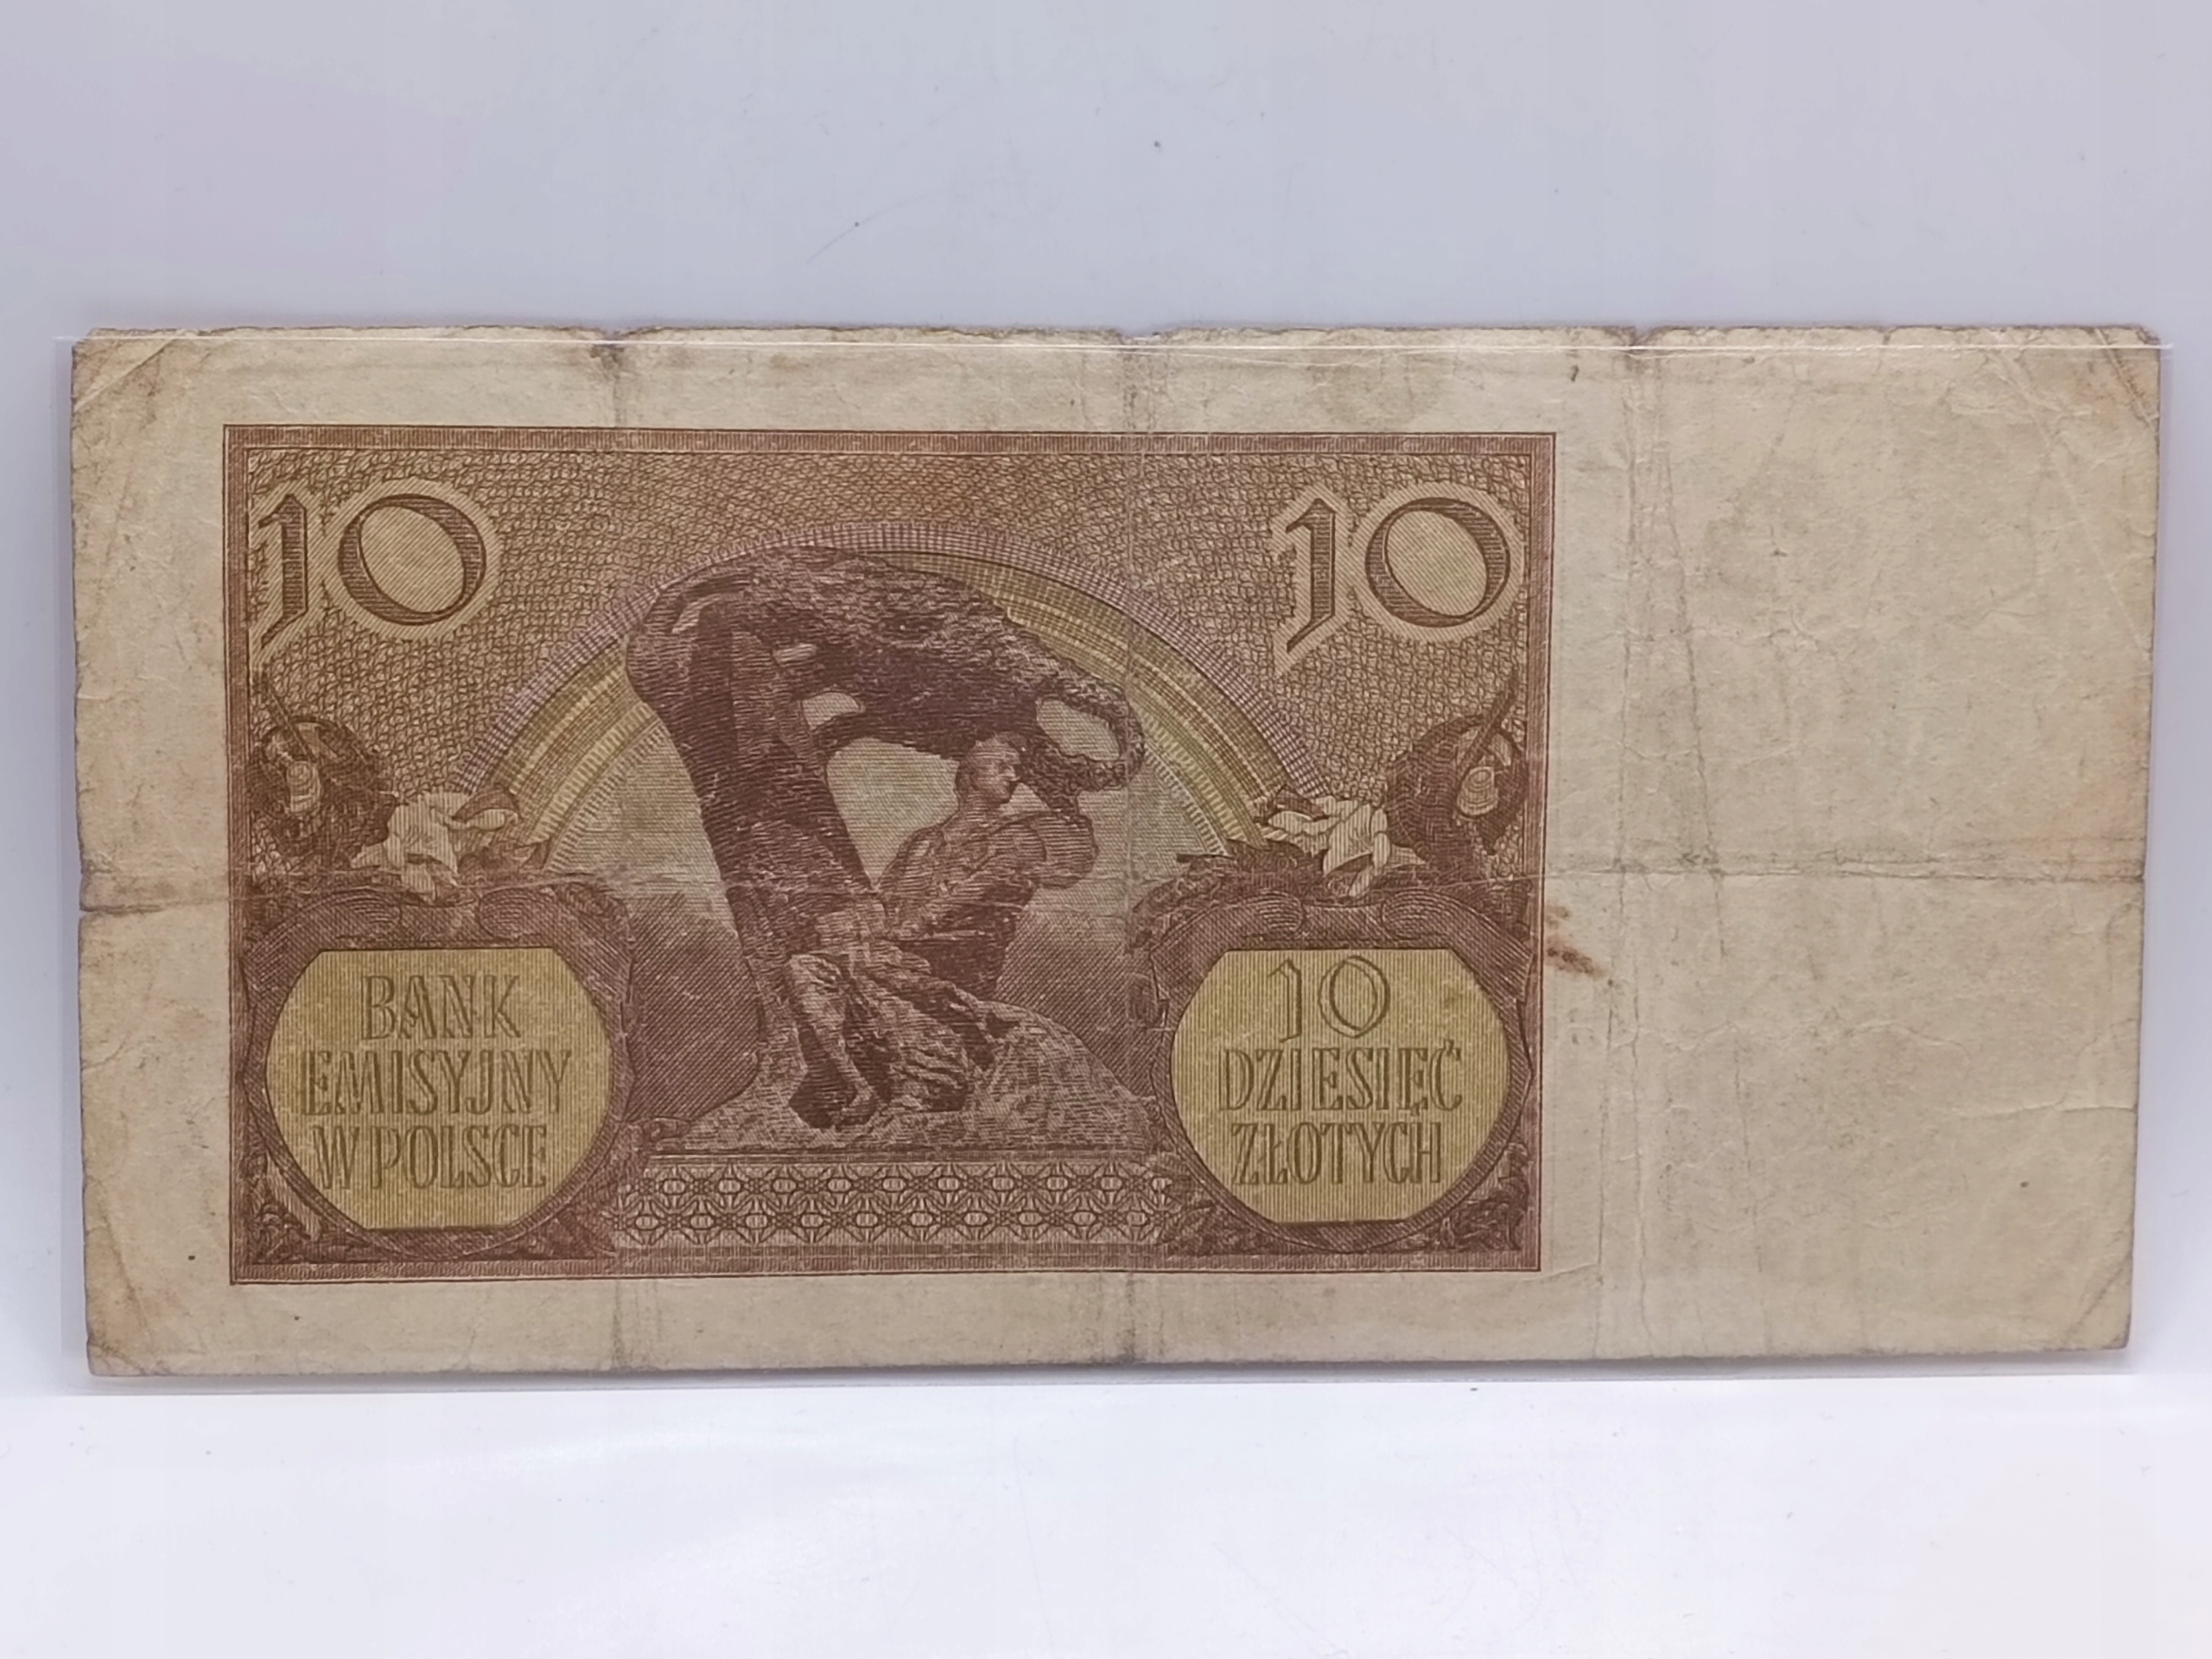 10
10
BANK
EMISYJNY
W POLSCE
10
DZIESIĘĆ
ZŁOTYCH